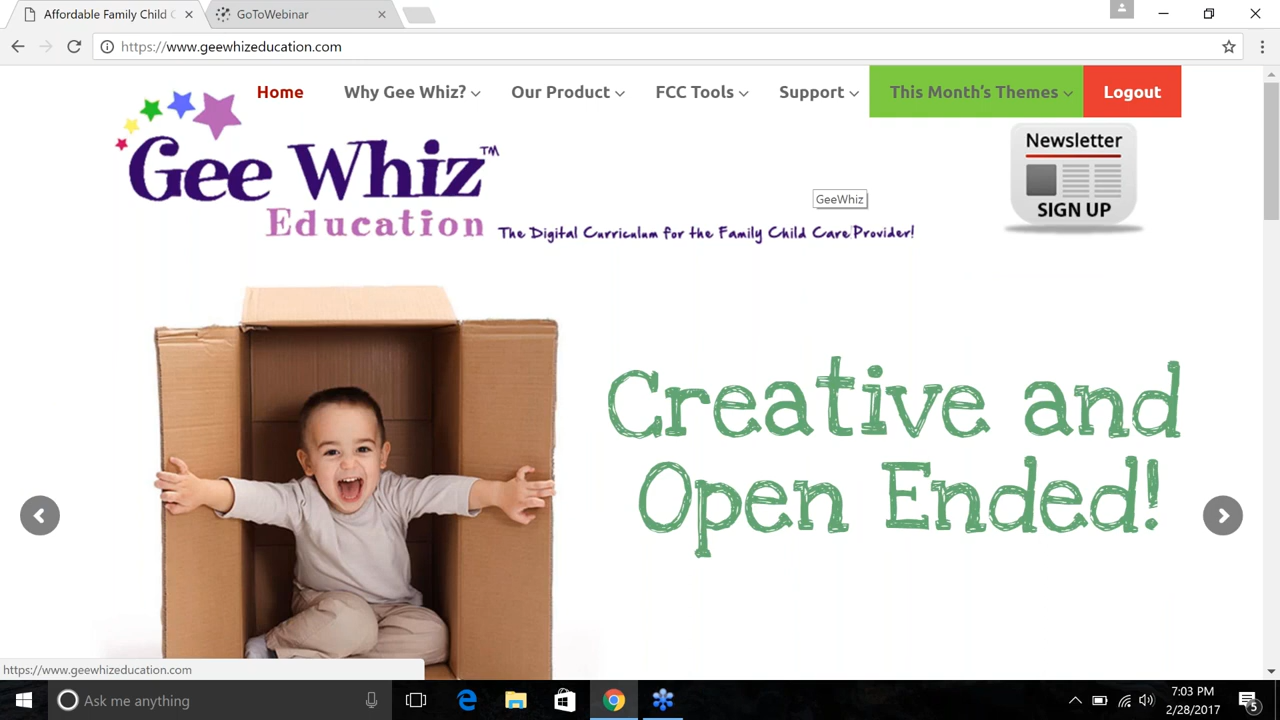 Affordable Family Child C
GoToWebinar
https://www.geewhizeducation.com
Home
Why Gee Whiz?
Our Product
FCC Tools
Support
This Month's Themes
Logout
Gee Whiz™
Education
The Digital Curriculum for the Family Child Care Provider!
GeeWhiz
Newsletter
SIGN UP
Creative and
Open Ended!
https://www.geewhizeducation.com
Ask me anything
7:03 PM
2/28/2017
5